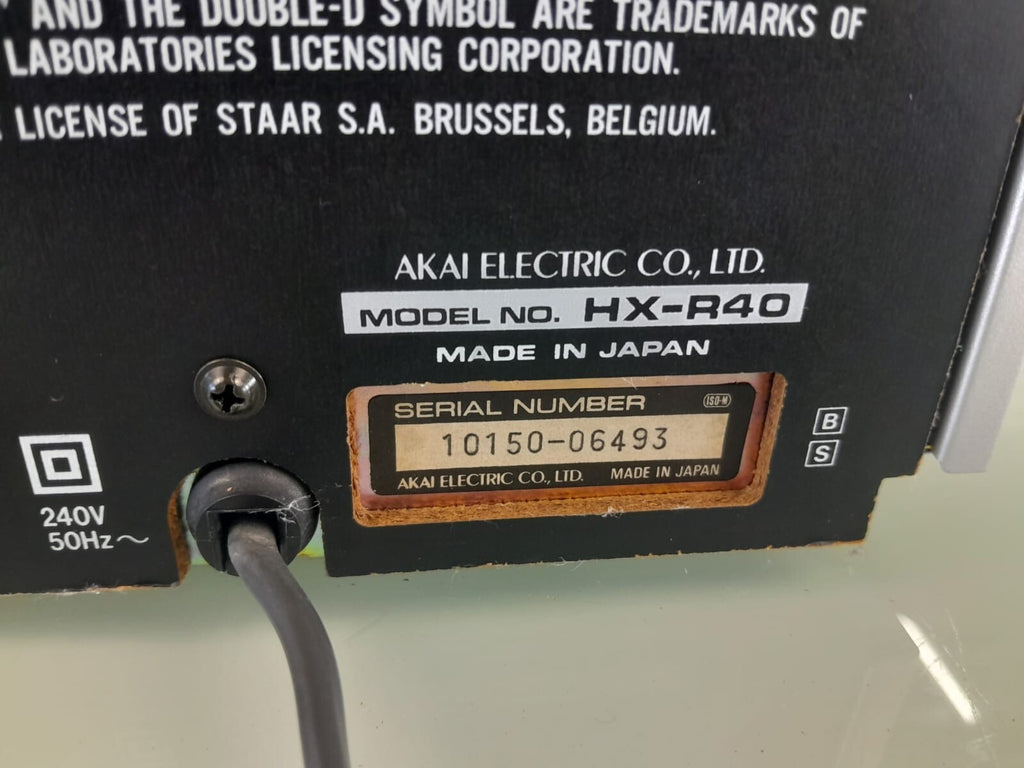 AND THE DOUBLE-D SYMBOL ARE TRADEMARKS OF
LABORATORIES LICENSING CORPORATION.
LICENSE OF STAAR S.A. BRUSSELS, BELGIUM.
AKAI ELECTRIC CO., LTD.
MODEL NO. HX-R40
MADE IN JAPAN
SERIAL NUMBER ISO-M
10150-06493
AKAI ELECTRIC CO., LTD. MADE IN JAPAN
B
S
240V
50Hz~